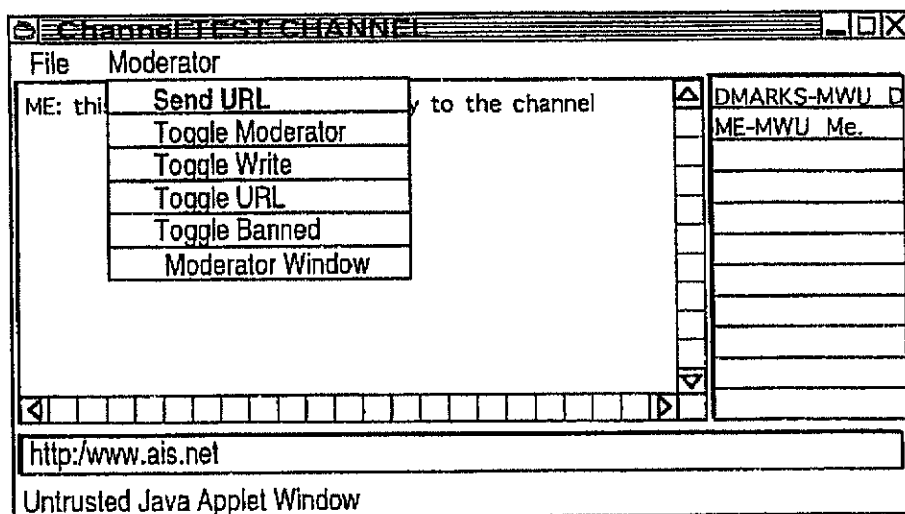 Channel TEST CHANNEL
File Moderator
ME: this
y to the channel
Send URL
Toggle Moderator
Toggle Write
Toggle URL
Toggle Banned
Moderator Window
DMARKS-MWU D
ME-MWU Me.
http:/www.ais.net
Untrusted Java Applet Window